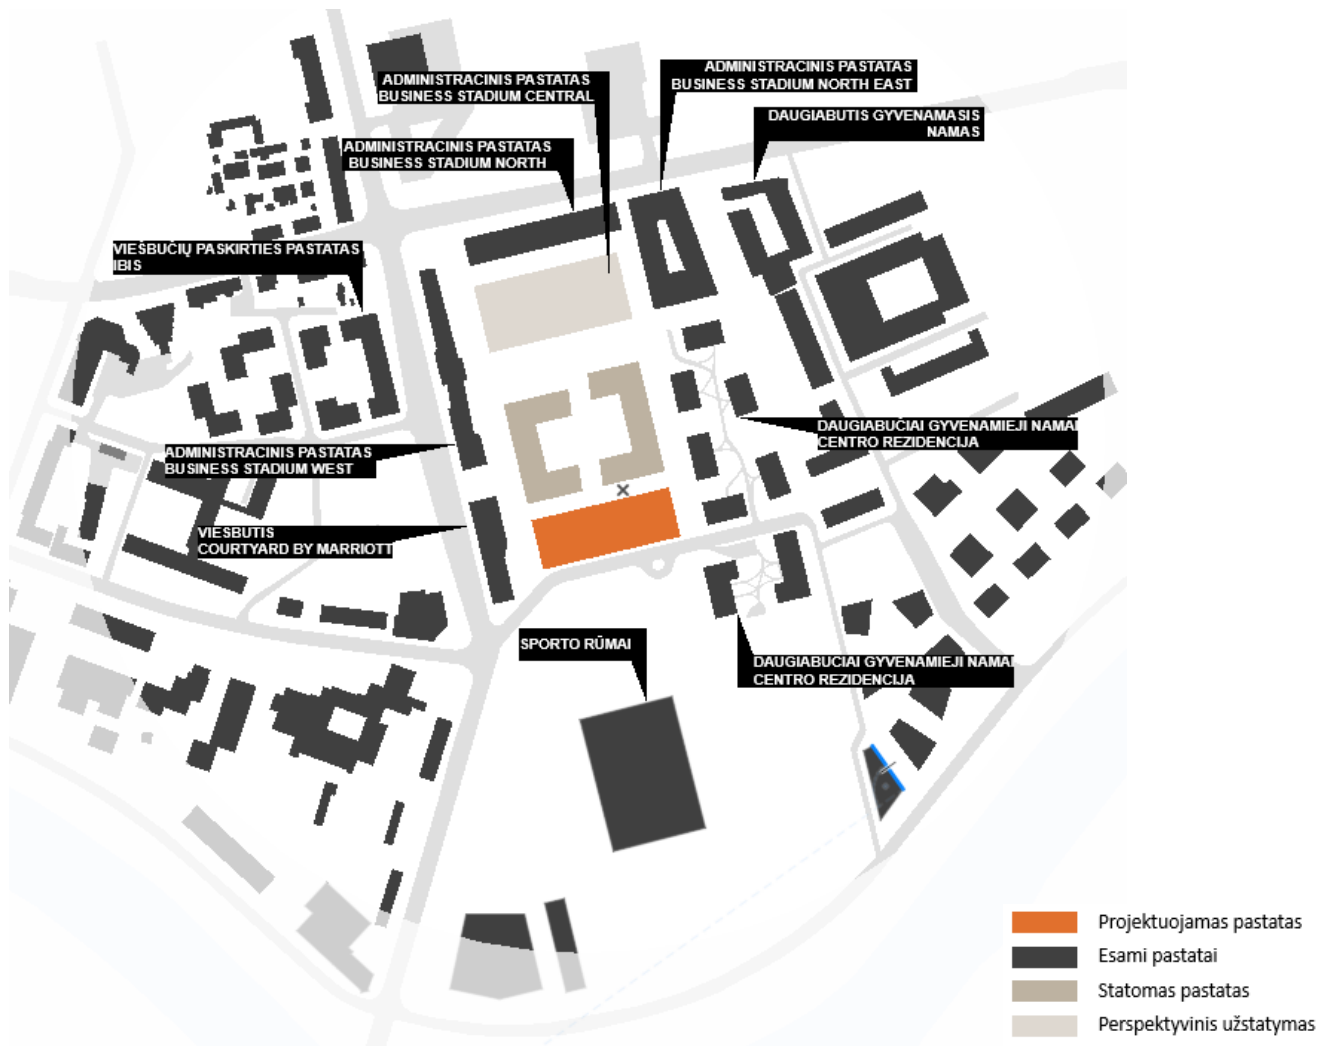 ADMINISTRACINIS PASTATAS
BUSINESS STADIUM NORTH EAST
ADMINISTRACINIS PASTATAS
BUSINESS STADIUM CENTRAL
DAUGIABUTIS GYVENAMASIS
NAMAS
ADMINISTRACINIS PASTATAS
BUSINESS STADIUM NORTH
VIEŠBUČIŲ PASKIRTIES PASTATAS
IBIS
DAUGIABUČIAI GYVENAMIEJI NAMAI
CENTRO REZIDENCIJA
ADMINISTRACINIS PASTATAS
BUSINESS STADIUM WEST
VIESBUTIS
COURTYARD BY MARRIOTT
SPORTO RŪMAI
DAUGIABUCIAI GYVENAMIEJI NAMAI
CENTRO REZIDENCIJA
Projektuojamas pastatas
Esami pastatai
Statomas pastatas
Perspektyvinis užstatymas